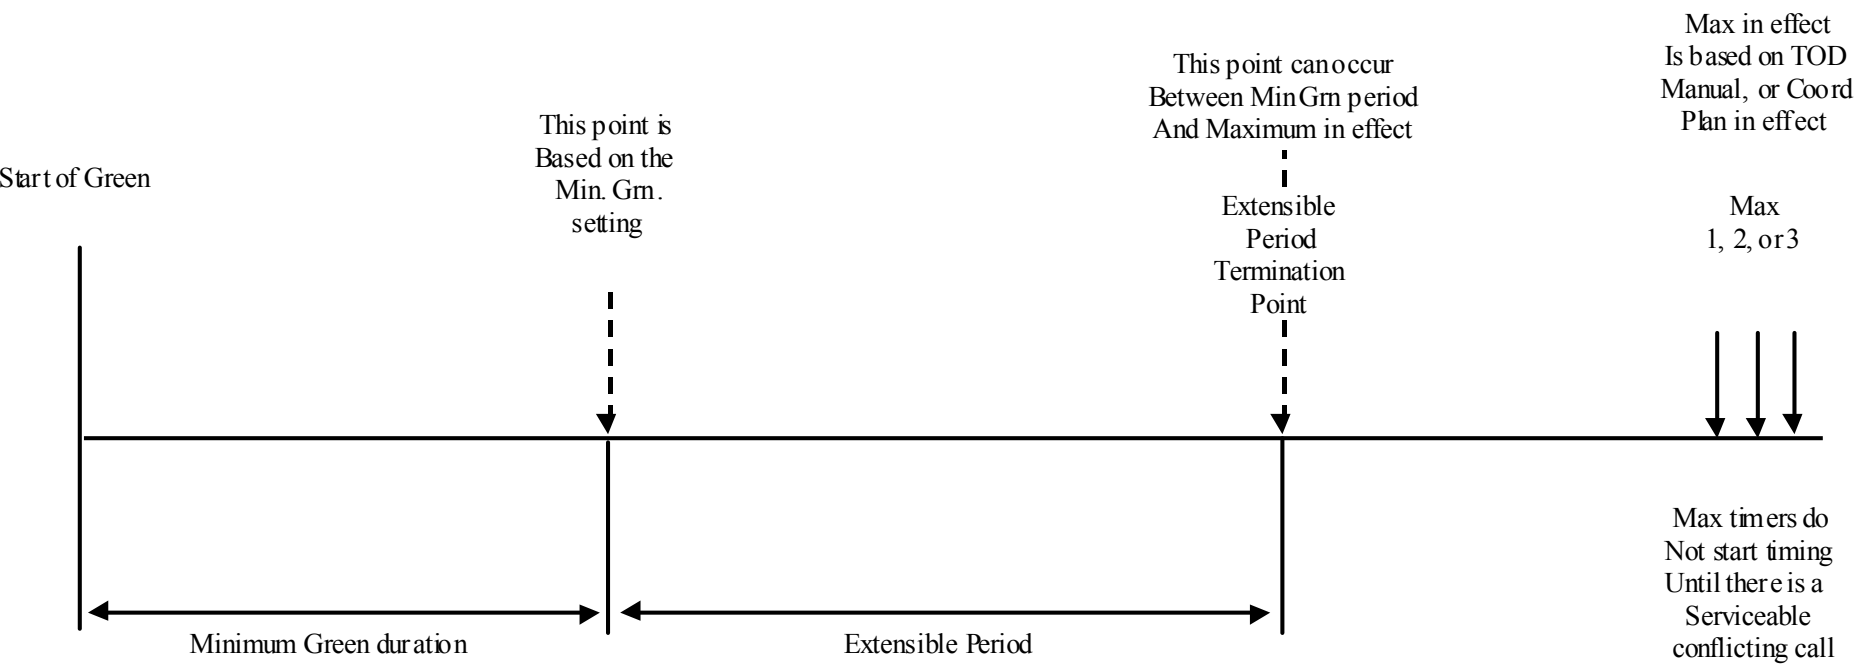 Start of Green
This point is
Based on the
Min. Grn.
setting
This point can occur
Between Min Grn period
And Maximum in effect
Extensible
Period
Termination
Point
Max in effect
Is based on TOD
Manual, or Coord
Plan in effect
Max
1, 2, or 3
Max timers do
Not start timing
Until there is a
Serviceable
conflicting call
Minimum Green duration
Extensible Period